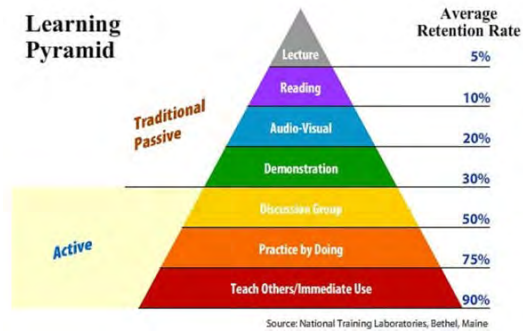 Learning
Pyramid
Average
Retention Rate
Lecture
5%
Reading
10%
Traditional
Passive
Audio-Visual
20%
Demonstration
30%
Discussion Group
50%
Active
Practice by Doing
75%
Teach Others/Immediate Use
90%
Source: National Training Laboratories, Bethel, Maine